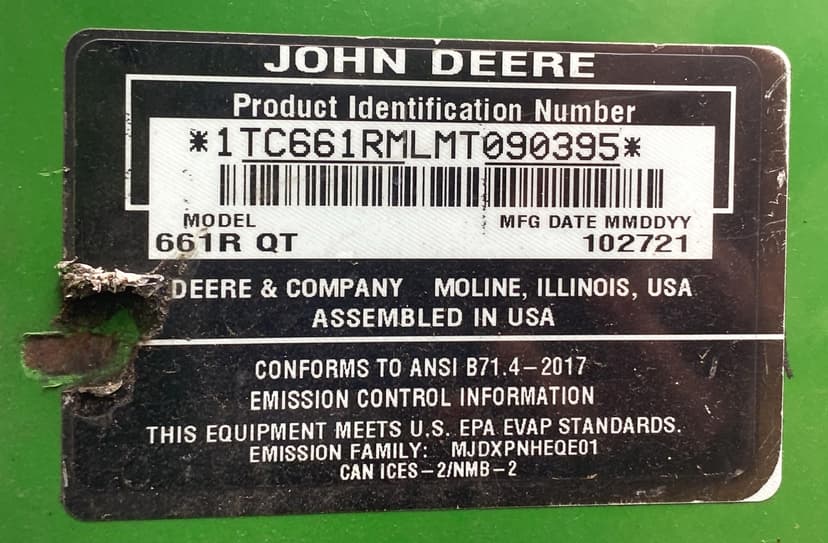 JOHN DEERE
Product Identification Number
*1TC661RMLMT090395*
MODEL MFG DATE MMDDYY
661R QT 102721
DEERE & COMPANY MOLINE, ILLINOIS, USA
ASSEMBLED IN USA
CONFORMS TO ANSI B71.4-2017
EMISSION CONTROL INFORMATION
THIS EQUIPMENT MEETS U.S. EPA EVAP STANDARDS.
EMISSION FAMILY: MJDXPNHEQE01
CAN ICES-2/NMB-2